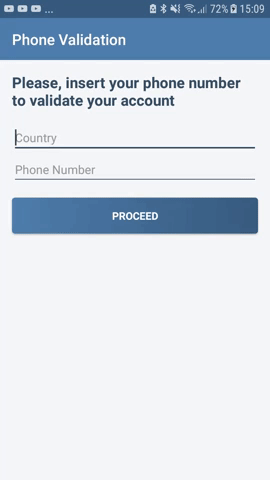 ... 72% 15:09
Phone Validation
Please, insert your phone number
to validate your account
Country
Phone Number
PROCEED